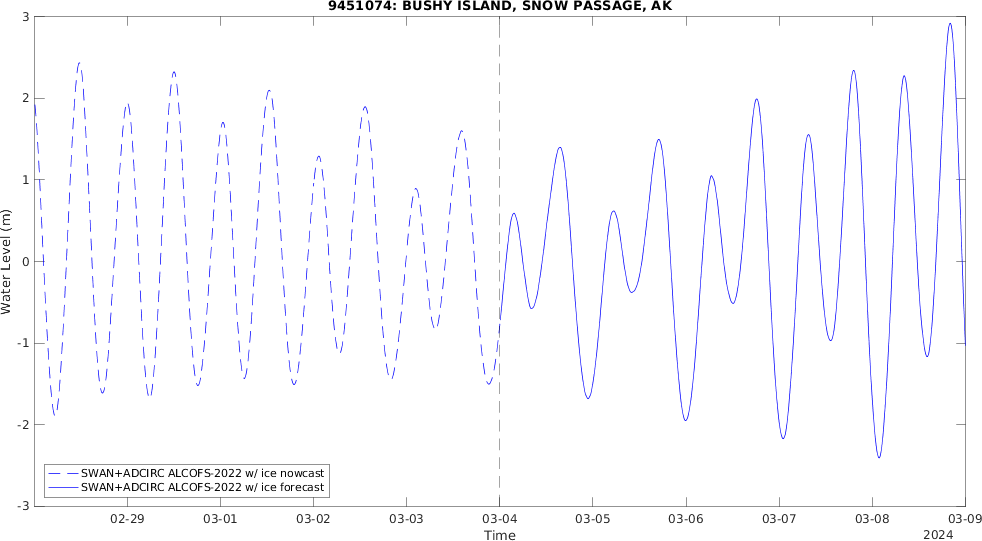 9451074: BUSHY ISLAND, SNOW PASSAGE, AK
3
2
1
0
-1
-2
-3
Water Level (m)
SWAN+ADCIRC ALCOFS-2022 w/ ice nowcast
SWAN+ADCIRC ALCOFS-2022 w/ ice forecast
02-29 03-01 03-02 03-03 03-04 03-05 03-06 03-07 03-08 03-09
Time
2024